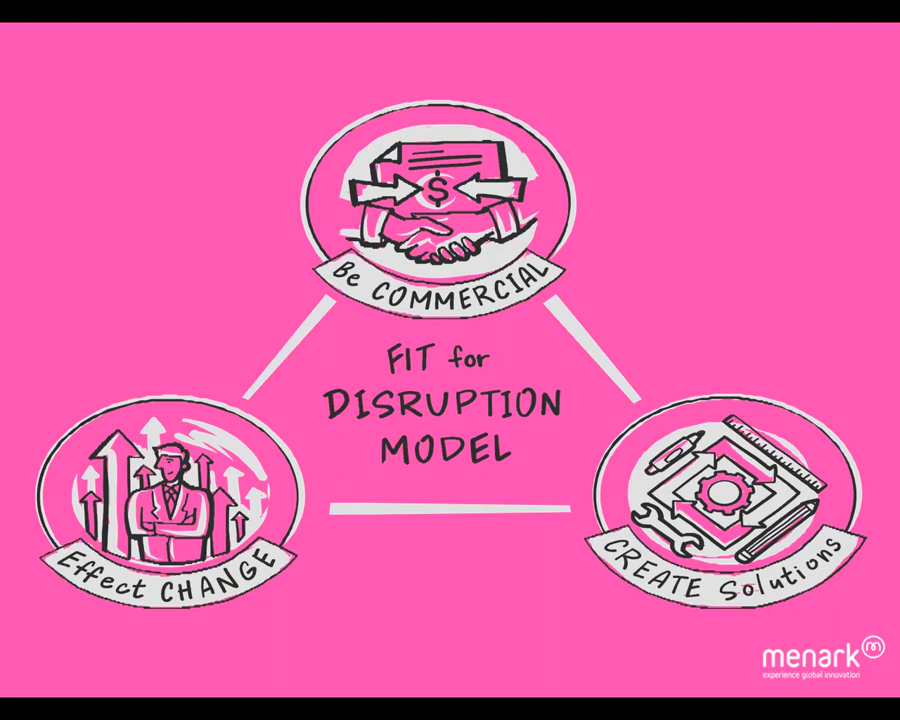 $
Be COMMERCIAL
FIT for
DISRUPTION
MODEL
Effect CHANGE
CREATE Solutions
menark m
experience global innovation